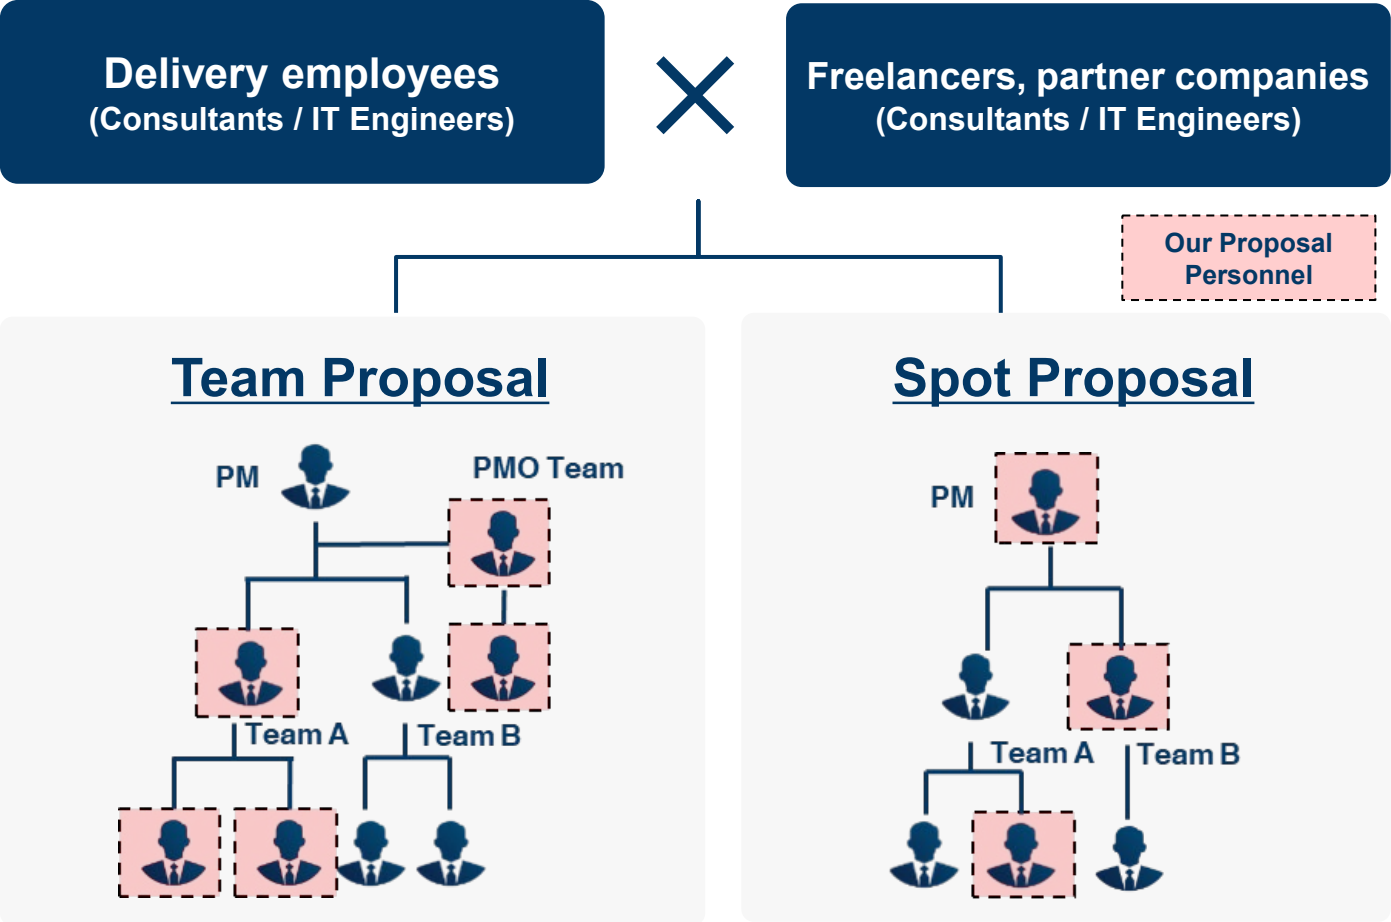 Delivery employees
(Consultants / IT Engineers)
Freelancers, partner companies
(Consultants / IT Engineers)
Our Proposal
Personnel
Team Proposal
PM
PMO Team
Team A
Team B
Spot Proposal
PM
Team A
Team B